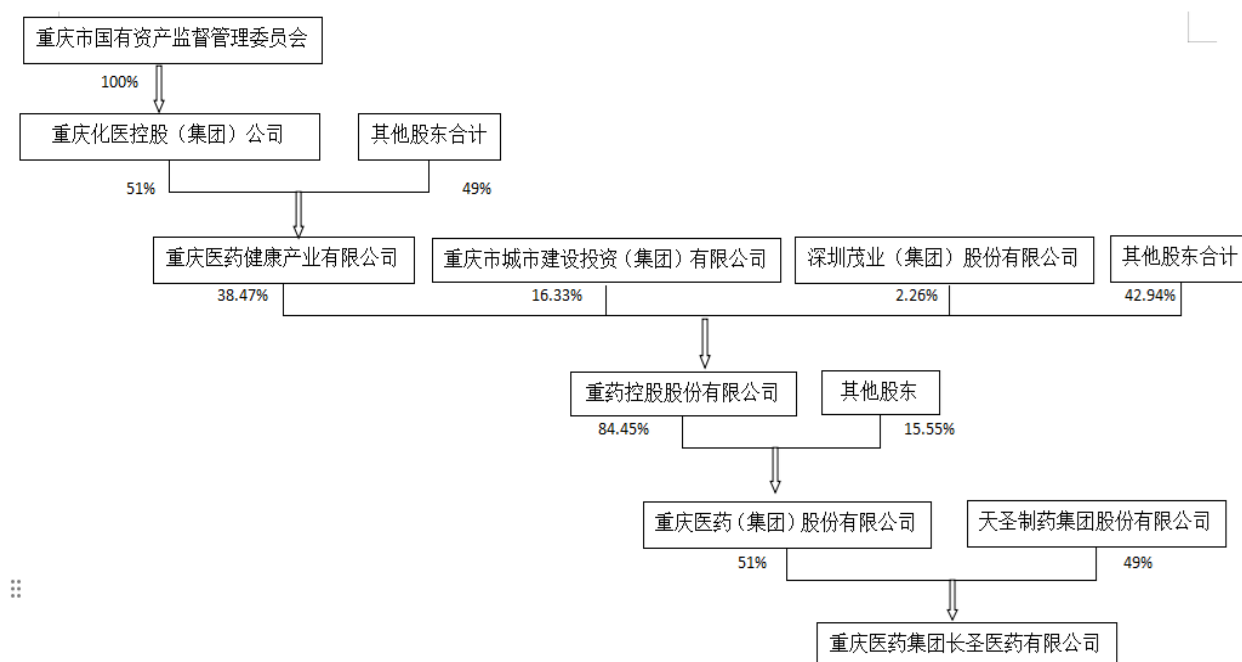 重庆市国有资产监督管理委员会
100%
重庆化医控股（集团）公司
其他股东合计
51%
49%
重庆医药健康产业有限公司
重庆市城市建设投资（集团）有限公司
深圳茂业（集团）股份有限公司
其他股东合计
38.47%
16.33%
2.26%
42.94%
重药控股股份有限公司
其他股东
84.45%
15.55%
重庆医药（集团）股份有限公司
天圣制药集团股份有限公司
51%
49%
重庆医药集团长圣医药有限公司